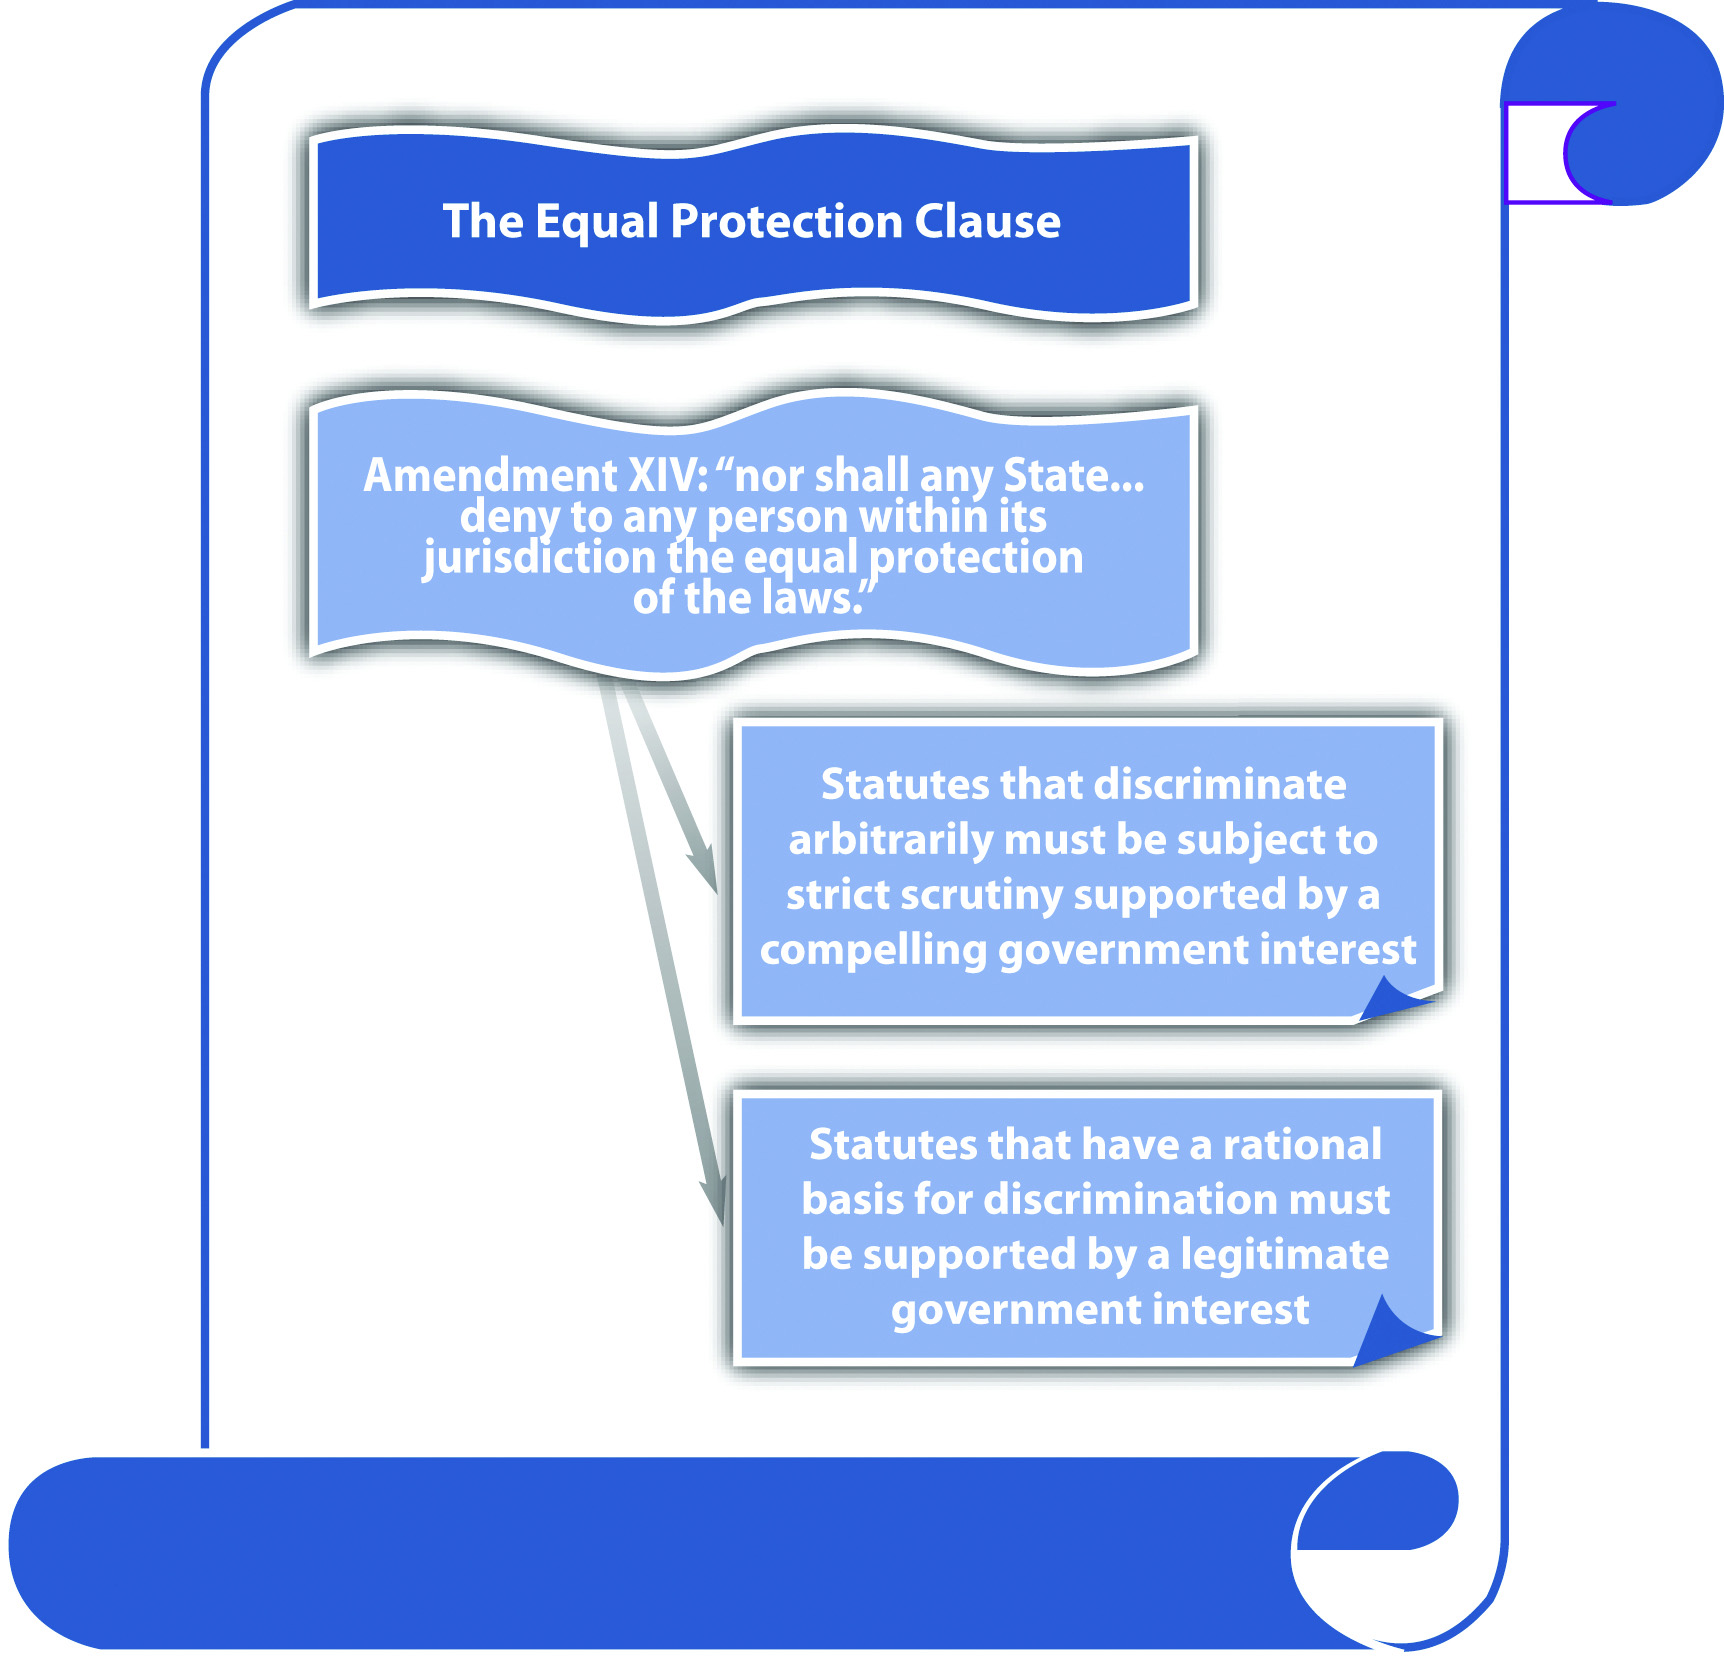 The Equal Protection Clause
Amendment XIV: “nor shall any State...
deny to any person within its
jurisdiction the equal protection
of the laws.”
Statutes that discriminate
arbitrarily must be subject to
strict scrutiny supported by a
compelling government interest
Statutes that have a rational
basis for discrimination must
be supported by a legitimate
government interest